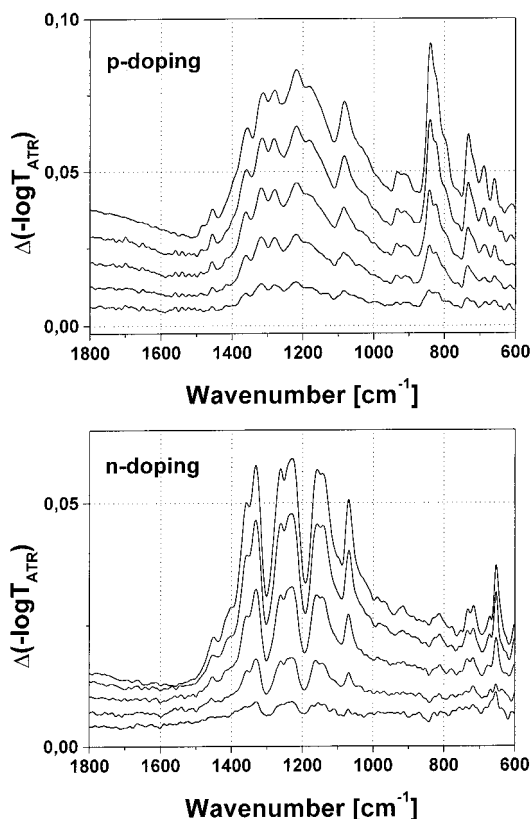 0,10
p-doping
0,05
0,00
Δ(-logT_ATR)
1800 1600 1400 1200 1000 800 600
Wavenumber [cm⁻¹]
n-doping
0,05
0,00
Δ(-logT_ATR)
1800 1600 1400 1200 1000 800 600
Wavenumber [cm⁻¹]